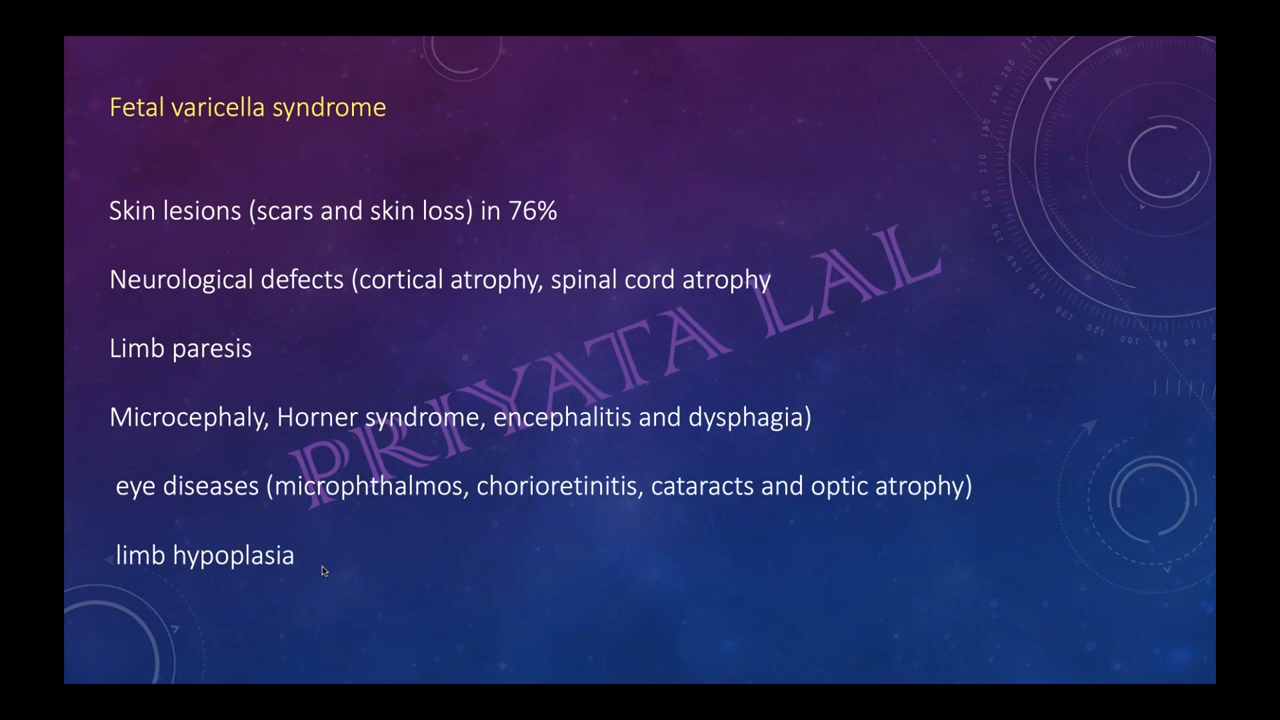 Fetal varicella syndrome
Skin lesions (scars and skin loss) in 76%
Neurological defects (cortical atrophy, spinal cord atrophy
Limb paresis
Microcephaly, Horner syndrome, encephalitis and dysphagia)
eye diseases (microphthalmos, chorioretinitis, cataracts and optic atrophy)
limb hypoplasia
PRIYATA LAL